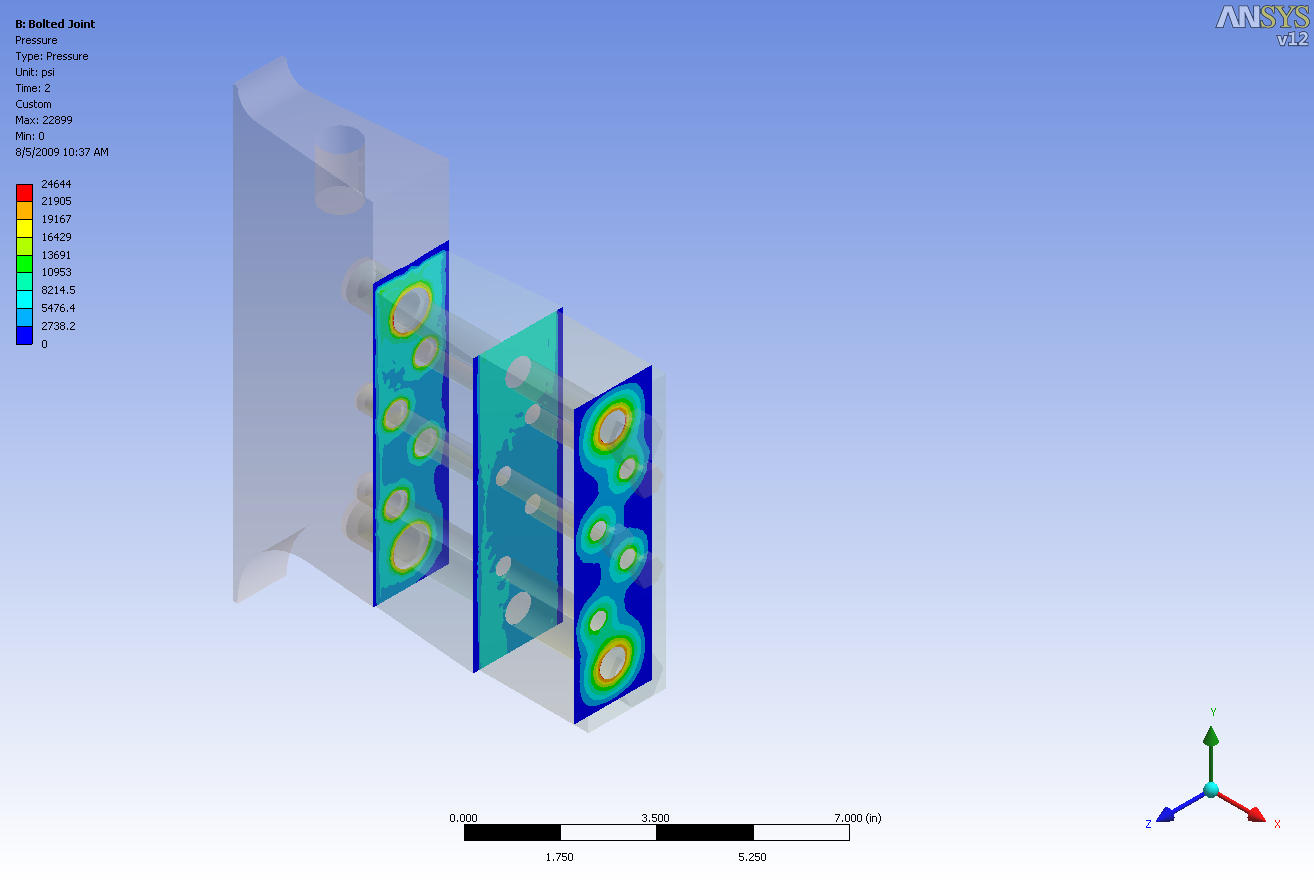 B: Bolted Joint
Pressure
Type: Pressure
Unit: psi
Time: 2
Custom
Max: 22899
Min: 0
8/5/2009 10:37 AM
24644
21905
19167
16429
13691
10953
8214.5
5476.4
2738.2
0
ANSYS
v12
0.000 3.500 7.000 (in)
1.750 5.250
Y
Z X